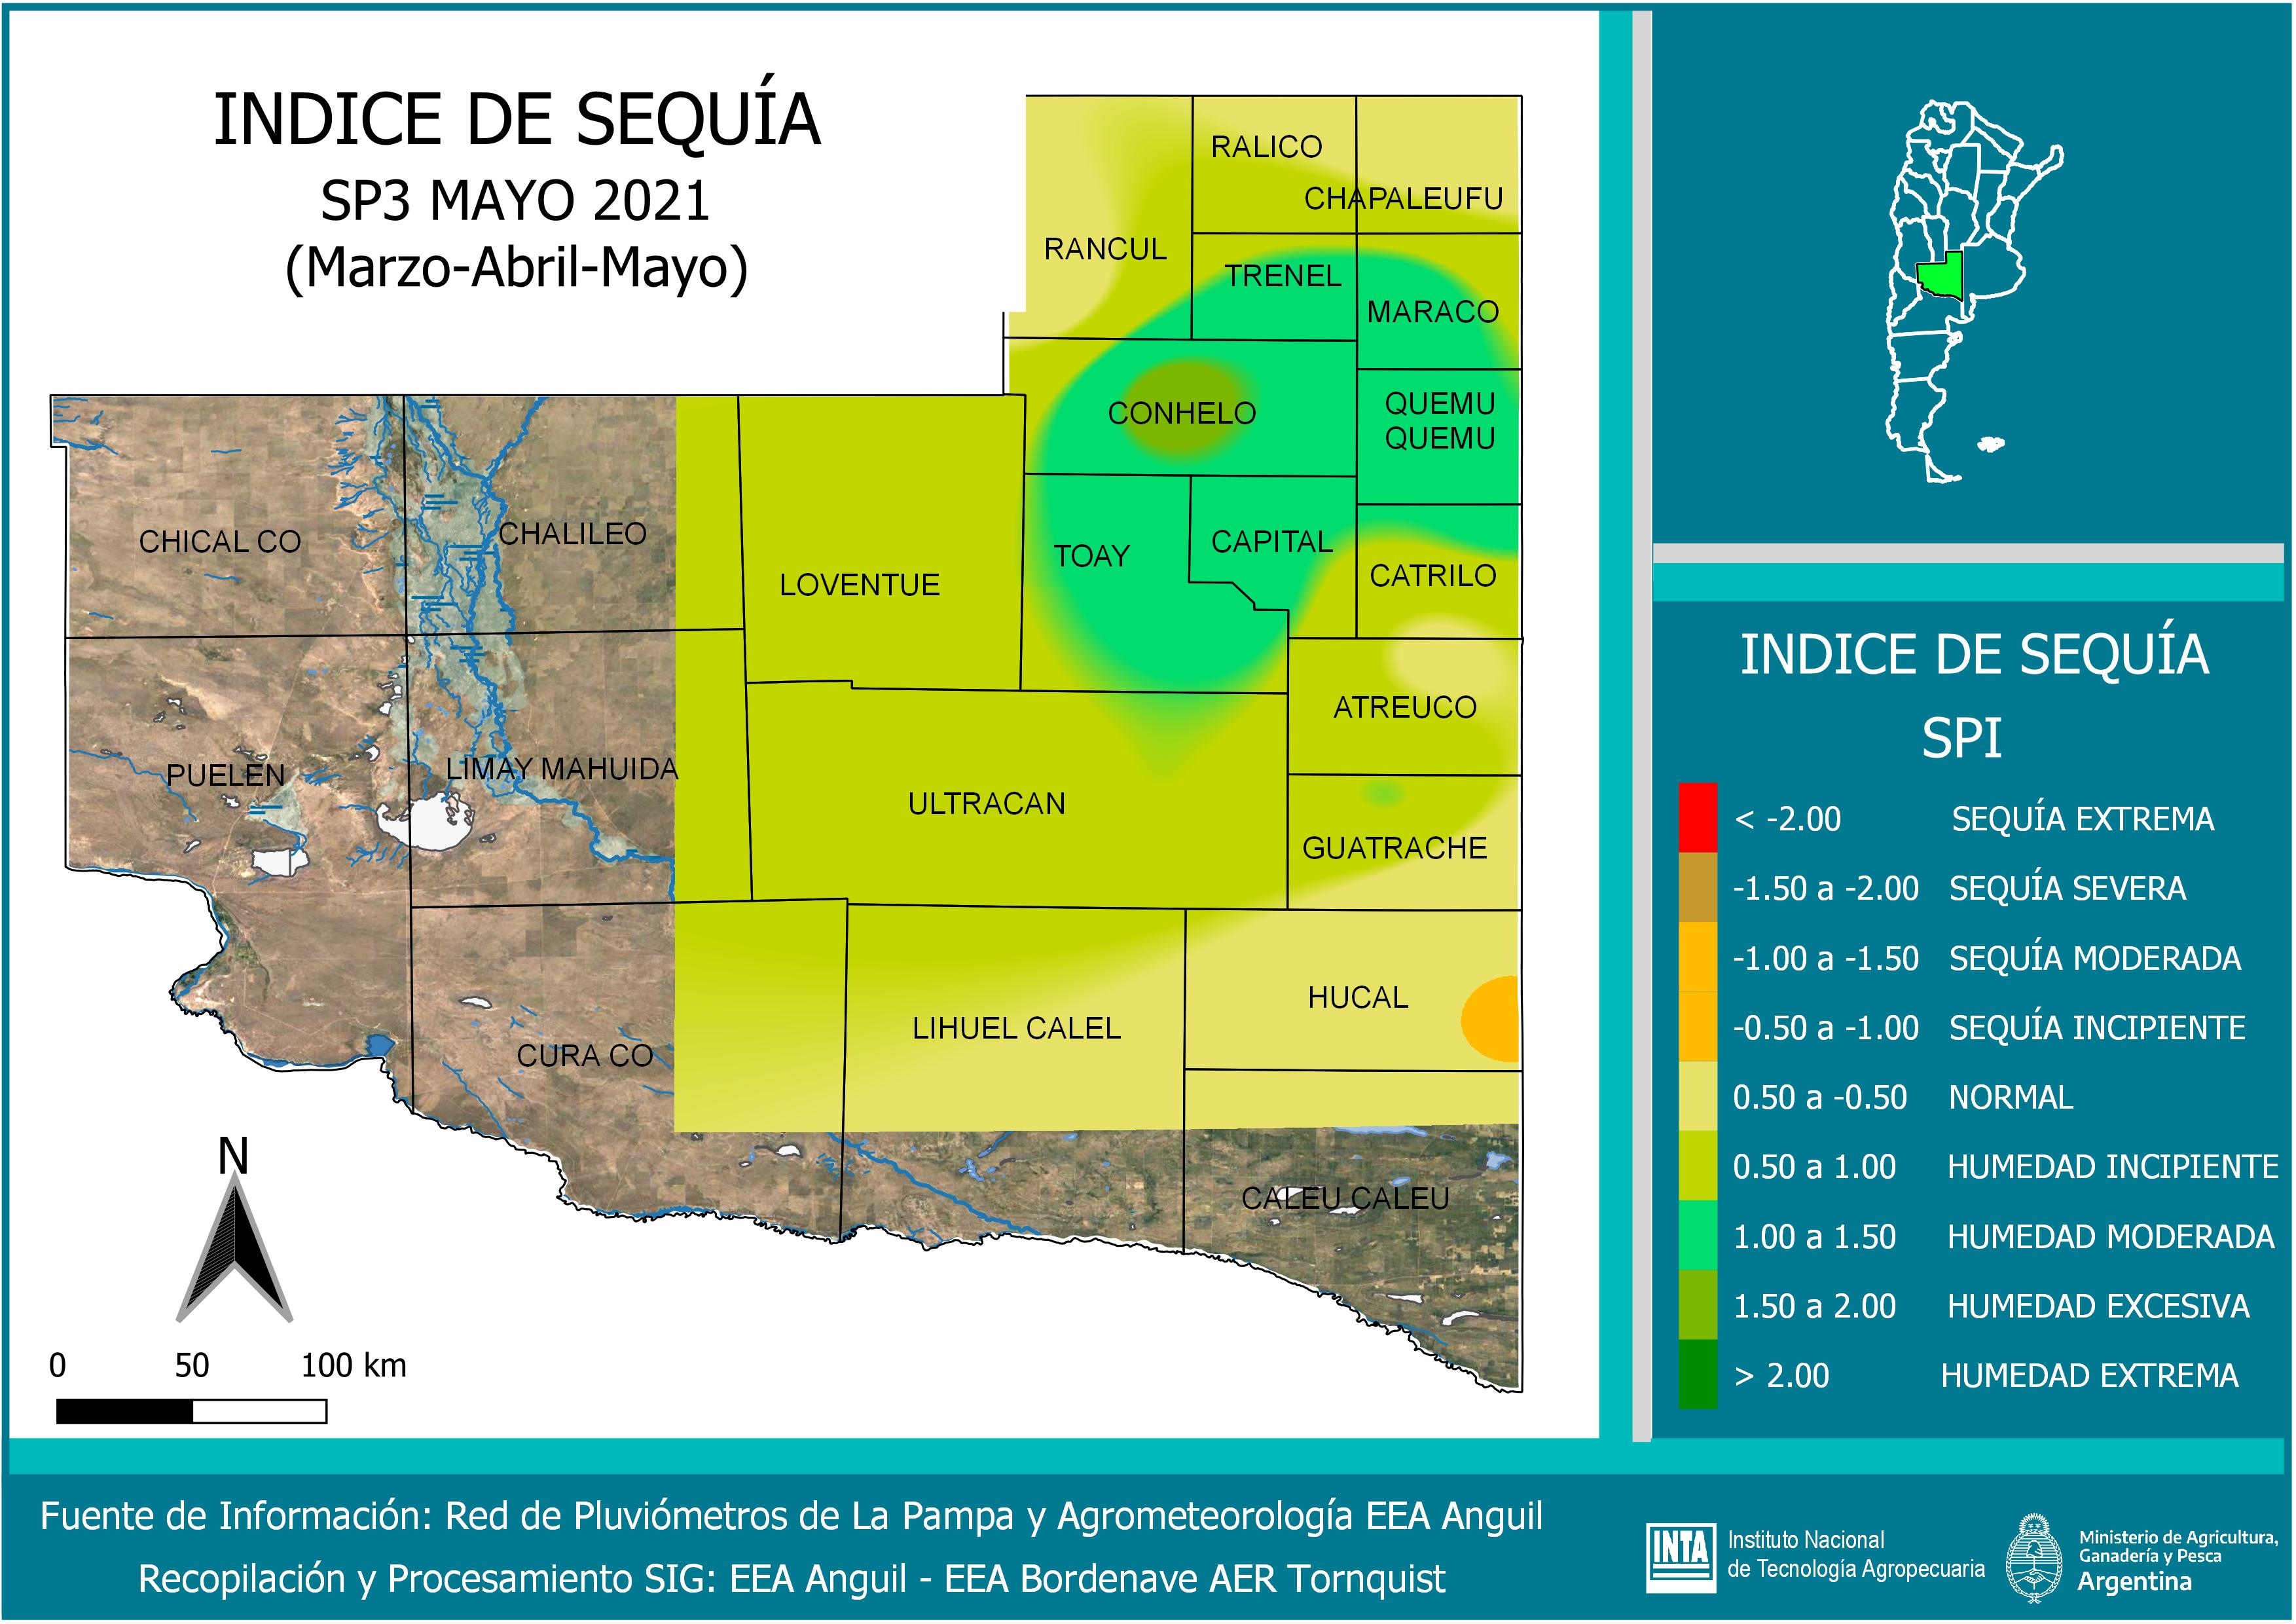 INDICE DE SEQUÍA
SP3 MAYO 2021
(Marzo-Abril-Mayo)
RALICO
CHAPALEUFU
RANCUL
TRENEL
MARACO
CONHELO
QUEMU
QUEMU
CHICAL CO
CHALILEO
LOVENTUE
TOAY
CAPITAL
CATRILO
ATREUCO
PUELEN
LIMAY MAHUIDA
ULTRACAN
GUATRACHE
HUCAL
LIHUEL CALEL
CURA CO
CALEU CALEU
N
0 50 100 km
INDICE DE SEQUÍA
SPI
< -2.00 SEQUÍA EXTREMA
-1.50 a -2.00 SEQUÍA SEVERA
-1.00 a -1.50 SEQUÍA MODERADA
-0.50 a -1.00 SEQUÍA INCIPIENTE
0.50 a -0.50 NORMAL
0.50 a 1.00 HUMEDAD INCIPIENTE
1.00 a 1.50 HUMEDAD MODERADA
1.50 a 2.00 HUMEDAD EXCESIVA
> 2.00 HUMEDAD EXTREMA
Fuente de Información: Red de Pluviómetros de La Pampa y Agrometeorología EEA Anguil
Recopilación y Procesamiento SIG: EEA Anguil - EEA Bordenave AER Tornquist
INTA
Instituto Nacional
de Tecnología Agropecuaria
Ministerio de Agricultura,
Ganadería y Pesca
Argentina